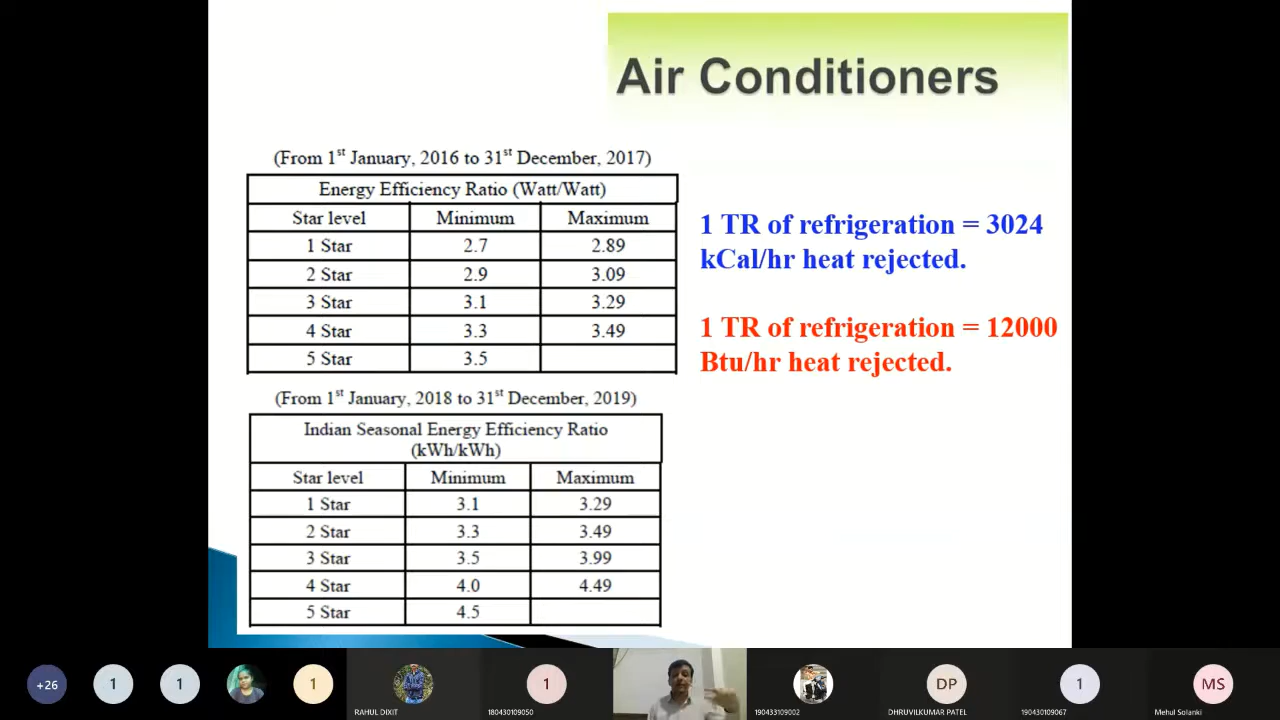 Air Conditioners
(From 1st January, 2016 to 31st December, 2017)
Energy Efficiency Ratio (Watt/Watt)
Star level Minimum Maximum
1 Star 2.7 2.89
2 Star 2.9 3.09
3 Star 3.1 3.29
4 Star 3.3 3.49
5 Star 3.5
1 TR of refrigeration = 3024
kCal/hr heat rejected.
1 TR of refrigeration = 12000
Btu/hr heat rejected.
(From 1st January, 2018 to 31st December, 2019)
Indian Seasonal Energy Efficiency Ratio
(kWh/kWh)
Star level Minimum Maximum
1 Star 3.1 3.29
2 Star 3.3 3.49
3 Star 3.5 3.99
4 Star 4.0 4.49
5 Star 4.5
+26 1 1 1 1 DP 1 MS
RAHUL DIXIT 180430109050 190433109002 DHRUVILKUMAR PATEL 190430109067 Mehul Solanki